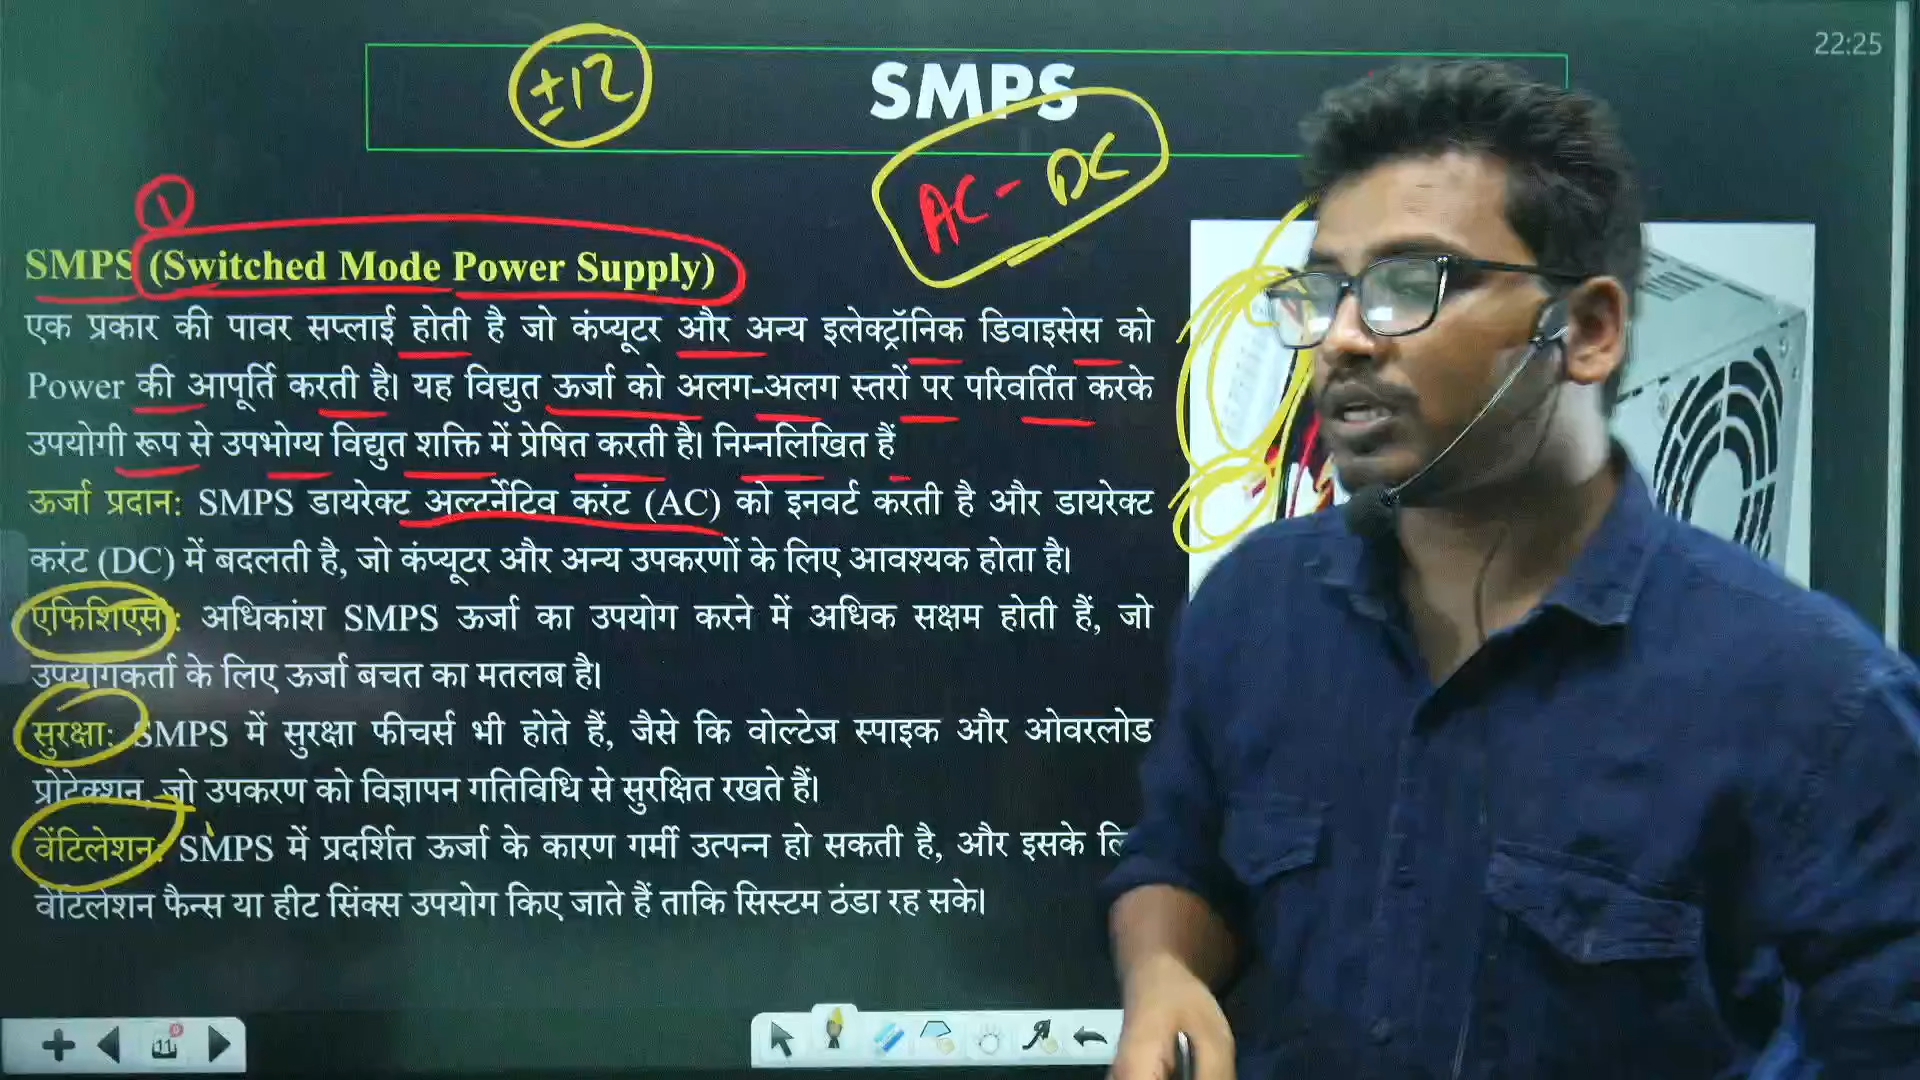 22:25
±12
SMPS
AC - DC
1
SMPS (Switched Mode Power Supply)
एक प्रकार की पावर सप्लाई होती है जो कंप्यूटर और अन्य इलेक्ट्रॉनिक डिवाइसेस को
Power की आपूर्ति करती है। यह विद्युत ऊर्जा को अलग-अलग स्तरों पर परिवर्तित करके
उपयोगी रूप से उपभोग्य विद्युत शक्ति में प्रेषित करती है। निम्नलिखित हैं
ऊर्जा प्रदान: SMPS डायरेक्ट अल्टर्नेटिव करंट (AC) को इनवर्ट करती है और डायरेक्ट
करंट (DC) में बदलती है, जो कंप्यूटर और अन्य उपकरणों के लिए आवश्यक होता है।
एफिशिएंसी: अधिकांश SMPS ऊर्जा का उपयोग करने में अधिक सक्षम होती हैं, जो
उपयोगकर्ता के लिए ऊर्जा बचत का मतलब है।
सुरक्षा: SMPS में सुरक्षा फीचर्स भी होते हैं, जैसे कि वोल्टेज स्पाइक और ओवरलोड
प्रोटेक्शन, जो उपकरण को विज्ञापन गतिविधि से सुरक्षित रखते हैं।
वेंटिलेशन: SMPS में प्रदर्शित ऊर्जा के कारण गर्मी उत्पन्न हो सकती है, और इसके
वेंटिलेशन फैन्स या हीट सिंक्स उपयोग किए जाते हैं ताकि सिस्टम ठंडा रह सके।
11